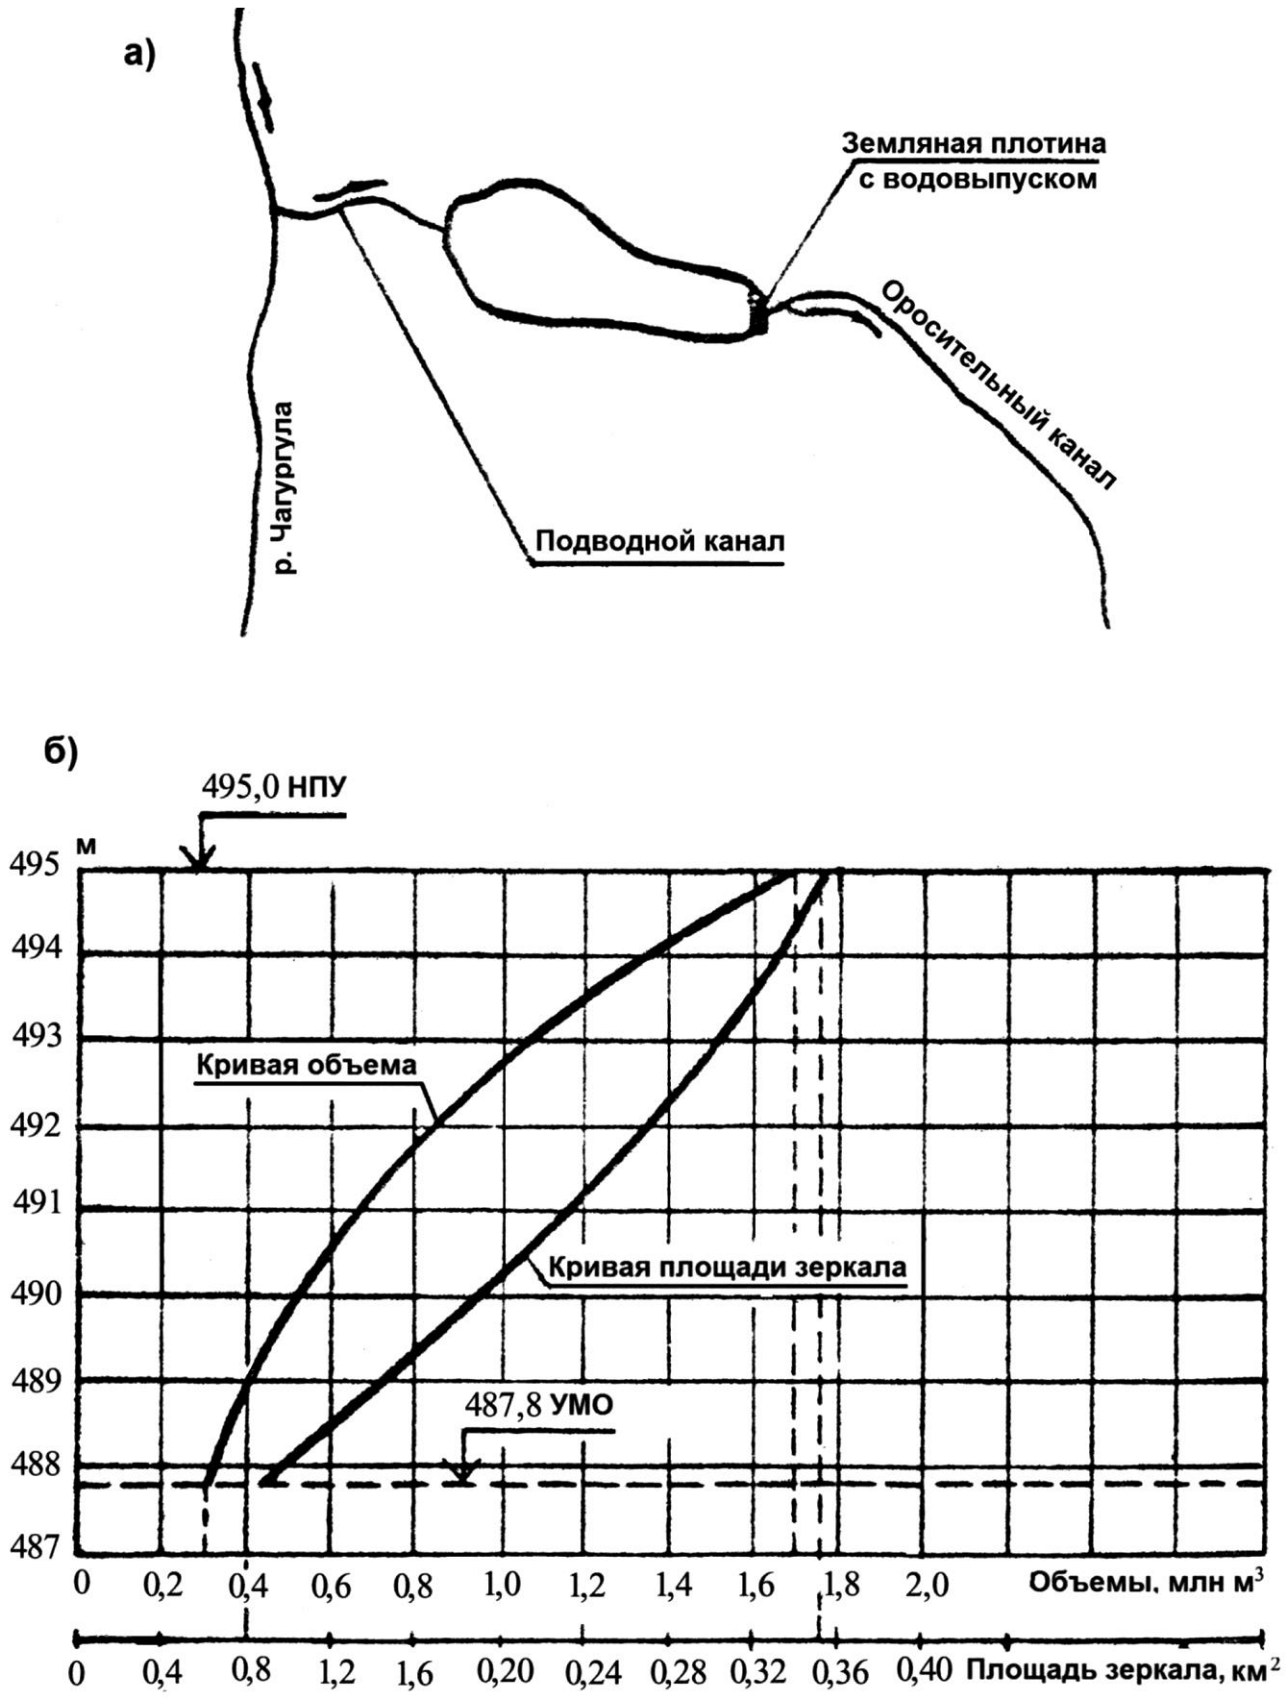 а)
Земляная плотина
с водовыпуском
Оросительный канал
р. Чагургула
Подводной канал
б)
495,0 НПУ
м
495
494
493
Кривая объема
492
491
Кривая площади зеркала
490
489
487,8 УМО
488
487
0 0,2 0,4 0,6 0,8 1,0 1,2 1,4 1,6 1,8 2,0 Объемы. млн м³
0 0,4 0,8 1,2 1,6 0,20 0,24 0,28 0,32 0,36 0,40 Площадь зеркала, км²